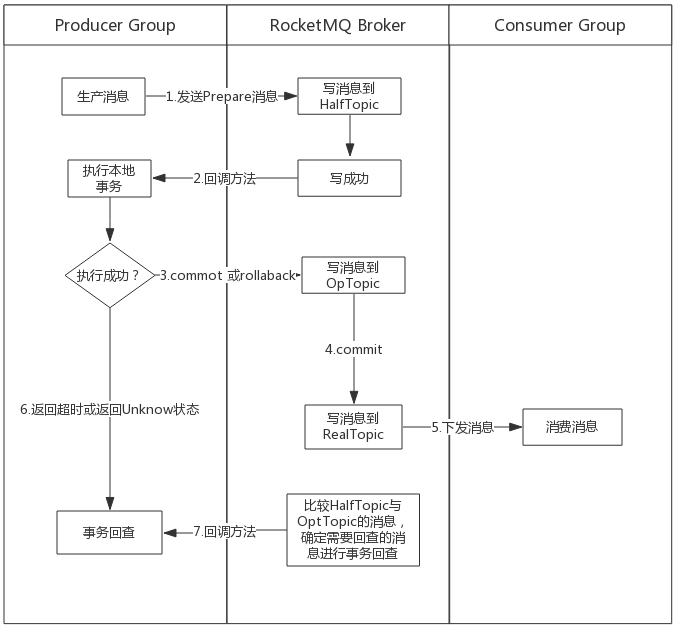 Producer Group
RocketMQ Broker
Consumer Group
生产消息
1.发送Prepare消息
写消息到
HalfTopic
执行本地
事务
2.回调方法
写成功
执行成功？
3.commot 或rollaback
写消息到
OpTopic
4.commit
6.返回超时或返回Unknow状态
写消息到
RealTopic
5.下发消息
消费消息
事务回查
7.回调方法
比较HalfTopic与
OptTopic的消息，
确定需要回查的消
息进行事务回查